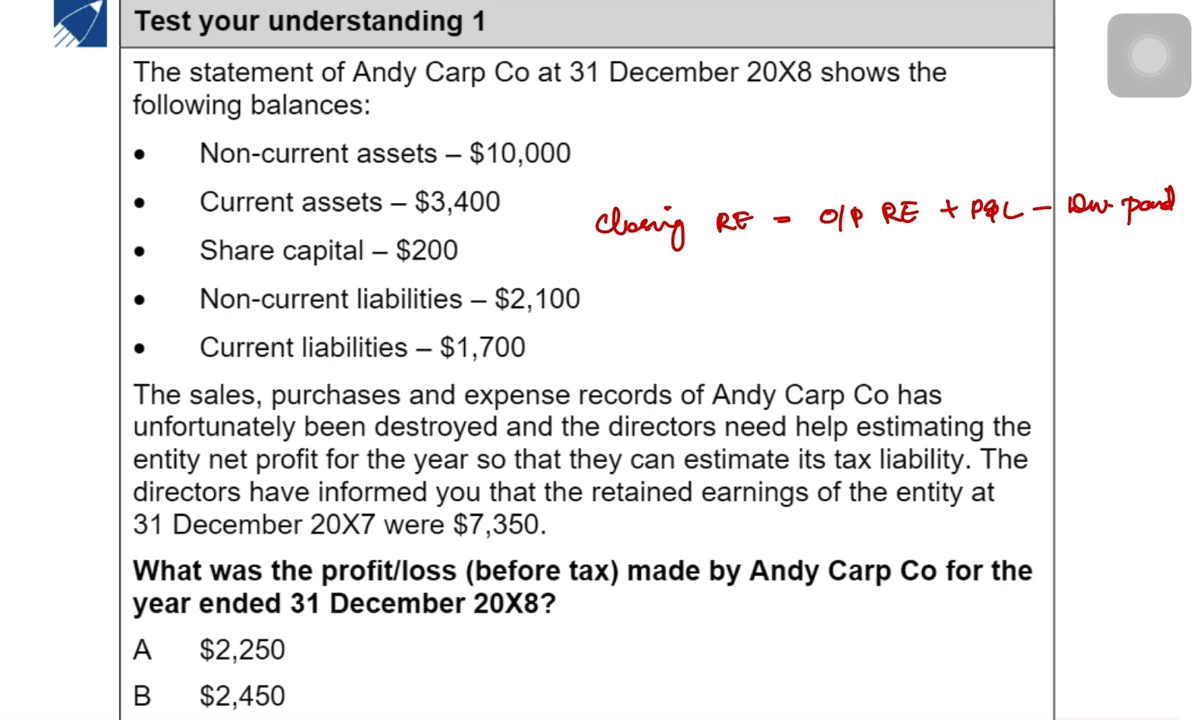 Test your understanding 1
The statement of Andy Carp Co at 31 December 20X8 shows the
following balances:
• Non-current assets – $10,000
• Current assets – $3,400
closing RE = O/P RE + P&L – Div paid
• Share capital – $200
• Non-current liabilities – $2,100
• Current liabilities – $1,700
The sales, purchases and expense records of Andy Carp Co has
unfortunately been destroyed and the directors need help estimating the
entity net profit for the year so that they can estimate its tax liability. The
directors have informed you that the retained earnings of the entity at
31 December 20X7 were $7,350.
What was the profit/loss (before tax) made by Andy Carp Co for the
year ended 31 December 20X8?
A $2,250
B $2,450